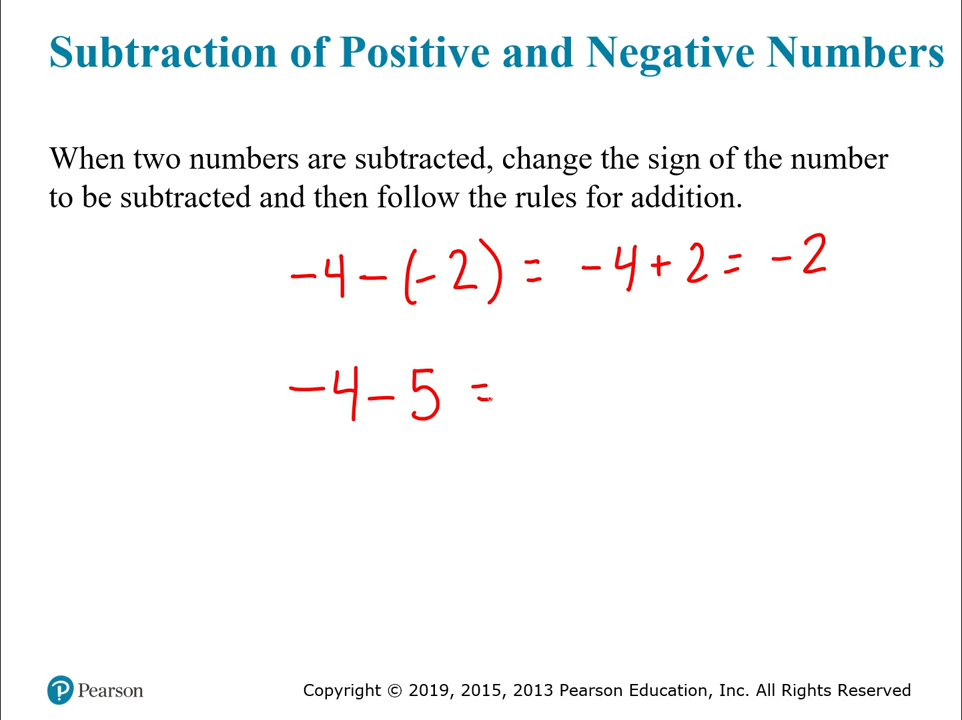 Subtraction of Positive and Negative Numbers
When two numbers are subtracted, change the sign of the number
to be subtracted and then follow the rules for addition.
-4-(-2) = -4+2 = -2
-4-5 =
Pearson
Copyright © 2019, 2015, 2013 Pearson Education, Inc. All Rights Reserved